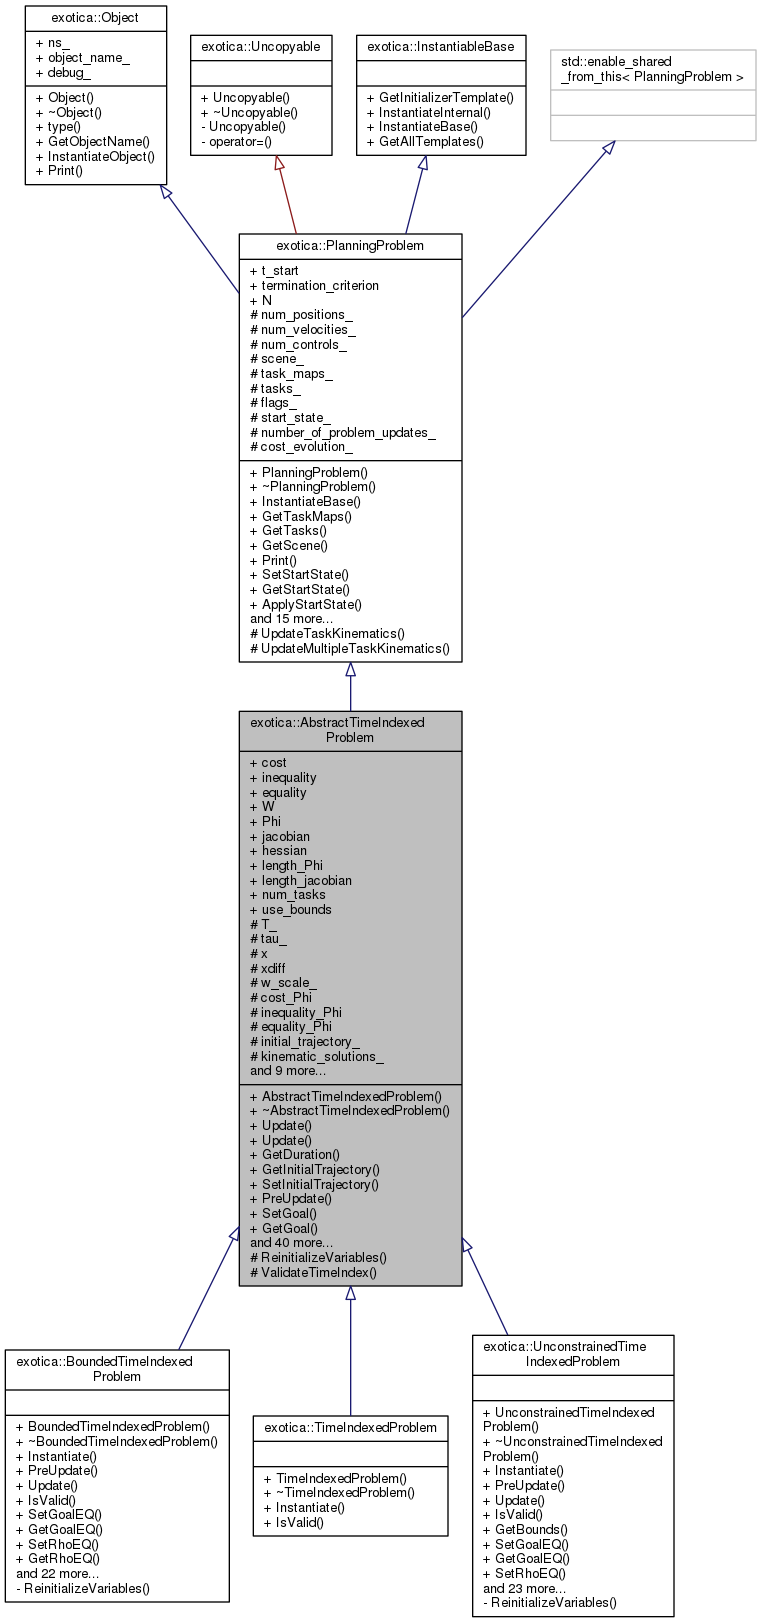 exotica::Object
+ ns_
+ object_name_
+ debug_
+ Object()
+ ~Object()
+ type()
+ GetObjectName()
+ InstantiateObject()
+ Print()
exotica::Uncopyable
+ Uncopyable()
+ ~Uncopyable()
- Uncopyable()
- operator=()
exotica::InstantiableBase
+ GetInitializerTemplate()
+ InstantiateInternal()
+ InstantiateBase()
+ GetAllTemplates()
std::enable_shared
_from_this< PlanningProblem >
exotica::PlanningProblem
+ t_start
+ termination_criterion
+ N
# num_positions_
# num_velocities_
# num_controls_
# scene_
# task_maps_
# tasks_
# flags_
# start_state_
# number_of_problem_updates_
# cost_evolution_
+ PlanningProblem()
+ ~PlanningProblem()
+ InstantiateBase()
+ GetTaskMaps()
+ GetTasks()
+ GetScene()
+ Print()
+ SetStartState()
+ GetStartState()
+ ApplyStartState()
and 15 more...
# UpdateTaskKinematics()
# UpdateMultipleTaskKinematics()
exotica::AbstractTimeIndexed
Problem
+ cost
+ inequality
+ equality
+ W
+ Phi
+ jacobian
+ hessian
+ length_Phi
+ length_jacobian
+ num_tasks
+ use_bounds
# T_
# tau_
# x
# xdiff
# w_scale_
# cost_Phi
# inequality_Phi
# equality_Phi
# initial_trajectory_
# kinematic_solutions_
and 9 more...
+ AbstractTimeIndexedProblem()
+ ~AbstractTimeIndexedProblem()
+ Update()
+ Update()
+ GetDuration()
+ GetInitialTrajectory()
+ SetInitialTrajectory()
+ PreUpdate()
+ SetGoal()
+ GetGoal()
and 40 more...
# ReinitializeVariables()
# ValidateTimeIndex()
exotica::BoundedTimeIndexed
Problem
+ BoundedTimeIndexedProblem()
+ ~BoundedTimeIndexedProblem()
+ Instantiate()
+ PreUpdate()
+ Update()
+ IsValid()
+ SetGoalEQ()
+ GetGoalEQ()
+ SetRhoEQ()
+ GetRhoEQ()
and 22 more...
- ReinitializeVariables()
exotica::TimeIndexedProblem
+ TimeIndexedProblem()
+ ~TimeIndexedProblem()
+ Instantiate()
+ IsValid()
exotica::UnconstrainedTime
IndexedProblem
+ UnconstrainedTimeIndexed
Problem()
+ ~UnconstrainedTimeIndexed
Problem()
+ Instantiate()
+ PreUpdate()
+ Update()
+ IsValid()
+ GetBounds()
+ SetGoalEQ()
+ GetGoalEQ()
+ SetRhoEQ()
and 23 more...
- ReinitializeVariables()